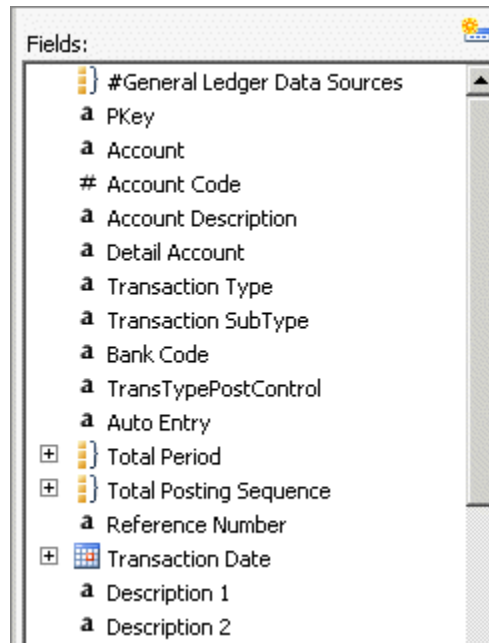 Fields:
#General Ledger Data Sources
a PKey
a Account
# Account Code
a Account Description
a Detail Account
a Transaction Type
a Transaction SubType
a Bank Code
a TransTypePostControl
a Auto Entry
Total Period
Total Posting Sequence
a Reference Number
Transaction Date
a Description 1
a Description 2